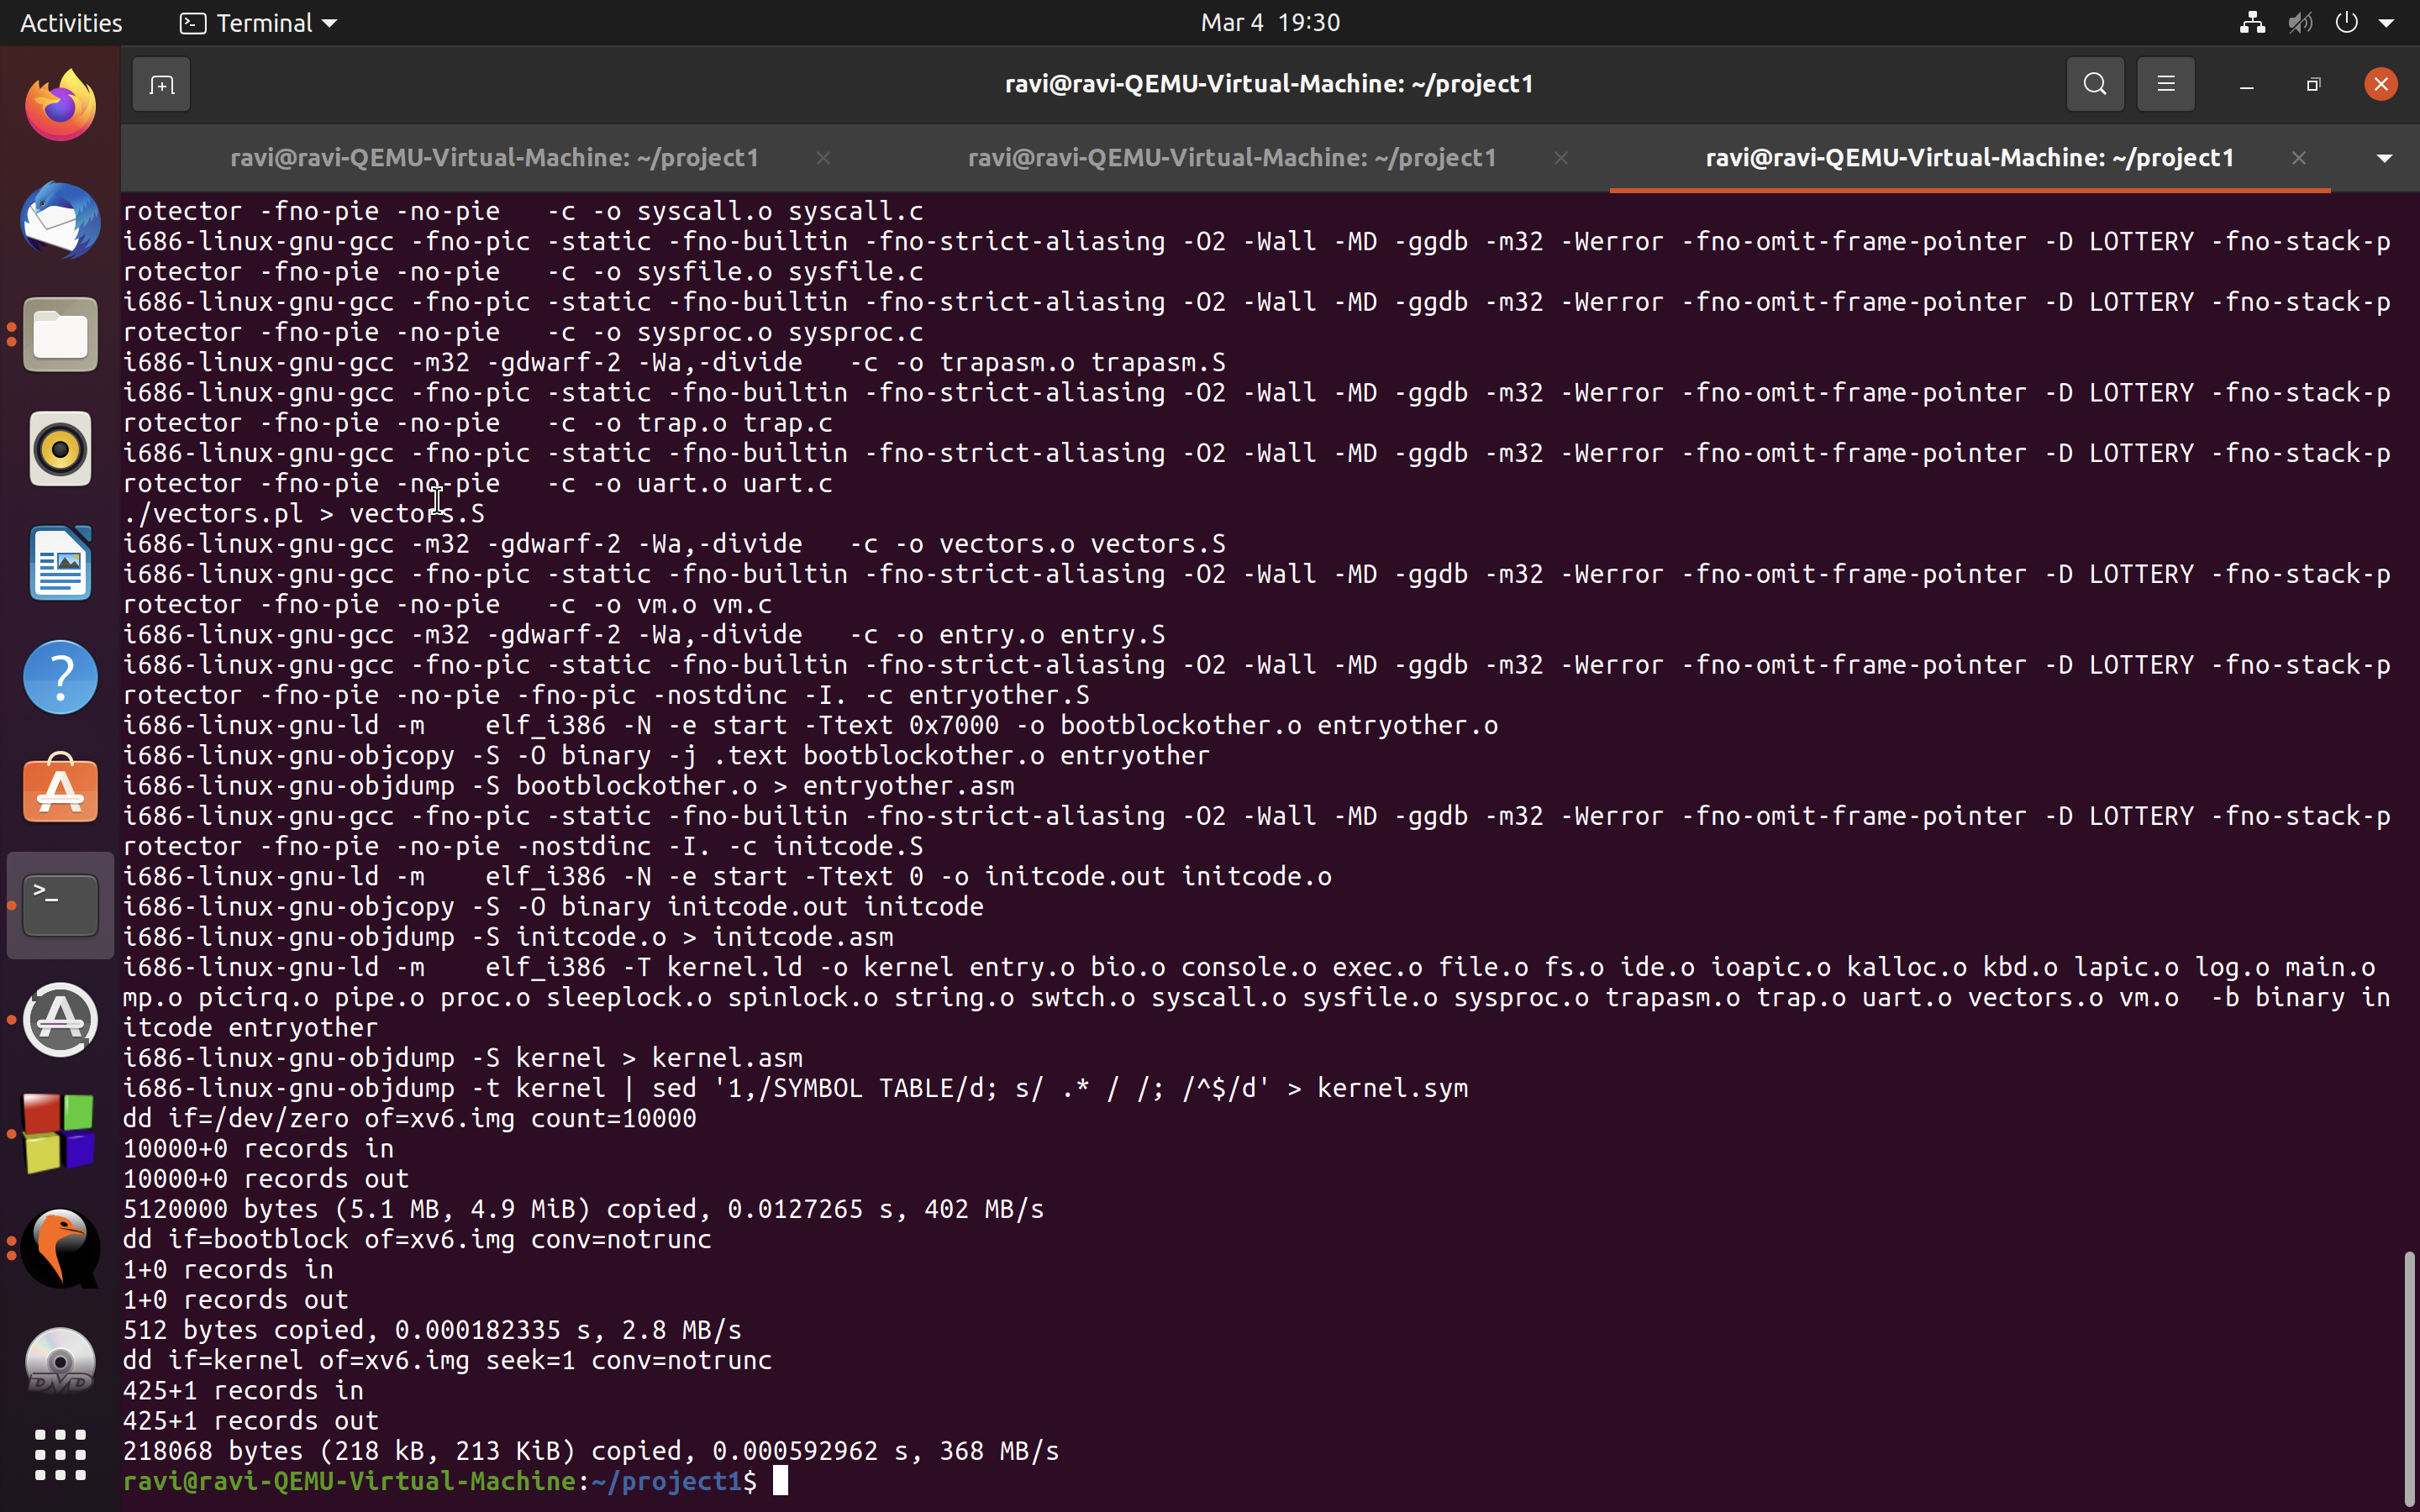 Activities
Terminal
Mar 4 19:30
ravi@ravi-QEMU-Virtual-Machine: ~/project1
ravi@ravi-QEMU-Virtual-Machine: ~/project1
ravi@ravi-QEMU-Virtual-Machine: ~/project1
ravi@ravi-QEMU-Virtual-Machine: ~/project1
rotector -fno-pie -no-pie   -c -o syscall.o syscall.c
i686-linux-gnu-gcc -fno-pic -static -fno-builtin -fno-strict-aliasing -O2 -Wall -MD -ggdb -m32 -Werror -fno-omit-frame-pointer -D LOTTERY -fno-stack-p
rotector -fno-pie -no-pie   -c -o sysfile.o sysfile.c
i686-linux-gnu-gcc -fno-pic -static -fno-builtin -fno-strict-aliasing -O2 -Wall -MD -ggdb -m32 -Werror -fno-omit-frame-pointer -D LOTTERY -fno-stack-p
rotector -fno-pie -no-pie   -c -o sysproc.o sysproc.c
i686-linux-gnu-gcc -m32 -gdwarf-2 -Wa,-divide   -c -o trapasm.o trapasm.S
i686-linux-gnu-gcc -fno-pic -static -fno-builtin -fno-strict-aliasing -O2 -Wall -MD -ggdb -m32 -Werror -fno-omit-frame-pointer -D LOTTERY -fno-stack-p
rotector -fno-pie -no-pie   -c -o trap.o trap.c
i686-linux-gnu-gcc -fno-pic -static -fno-builtin -fno-strict-aliasing -O2 -Wall -MD -ggdb -m32 -Werror -fno-omit-frame-pointer -D LOTTERY -fno-stack-p
rotector -fno-pie -no-pie   -c -o uart.o uart.c
./vectors.pl > vectors.S
i686-linux-gnu-gcc -m32 -gdwarf-2 -Wa,-divide   -c -o vectors.o vectors.S
i686-linux-gnu-gcc -fno-pic -static -fno-builtin -fno-strict-aliasing -O2 -Wall -MD -ggdb -m32 -Werror -fno-omit-frame-pointer -D LOTTERY -fno-stack-p
rotector -fno-pie -no-pie   -c -o vm.o vm.c
i686-linux-gnu-gcc -m32 -gdwarf-2 -Wa,-divide   -c -o entry.o entry.S
i686-linux-gnu-gcc -fno-pic -static -fno-builtin -fno-strict-aliasing -O2 -Wall -MD -ggdb -m32 -Werror -fno-omit-frame-pointer -D LOTTERY -fno-stack-p
rotector -fno-pie -no-pie -fno-pic -nostdinc -I. -c entryother.S
i686-linux-gnu-ld -m    elf_i386 -N -e start -Ttext 0x7000 -o bootblockother.o entryother.o
i686-linux-gnu-objcopy -S -O binary -j .text bootblockother.o entryother
i686-linux-gnu-objdump -S bootblockother.o > entryother.asm
i686-linux-gnu-gcc -fno-pic -static -fno-builtin -fno-strict-aliasing -O2 -Wall -MD -ggdb -m32 -Werror -fno-omit-frame-pointer -D LOTTERY -fno-stack-p
rotector -fno-pie -no-pie -nostdinc -I. -c initcode.S
i686-linux-gnu-ld -m    elf_i386 -N -e start -Ttext 0 -o initcode.out initcode.o
i686-linux-gnu-objcopy -S -O binary initcode.out initcode
i686-linux-gnu-objdump -S initcode.o > initcode.asm
i686-linux-gnu-ld -m    elf_i386 -T kernel.ld -o kernel entry.o bio.o console.o exec.o file.o fs.o ide.o ioapic.o kalloc.o kbd.o lapic.o log.o main.o
mp.o picirq.o pipe.o proc.o sleeplock.o spinlock.o string.o swtch.o syscall.o sysfile.o sysproc.o trapasm.o trap.o uart.o vectors.o vm.o  -b binary in
itcode entryother
i686-linux-gnu-objdump -S kernel > kernel.asm
i686-linux-gnu-objdump -t kernel | sed '1,/SYMBOL TABLE/d; s/ .* / /; /^$/d' > kernel.sym
dd if=/dev/zero of=xv6.img count=10000
10000+0 records in
10000+0 records out
5120000 bytes (5.1 MB, 4.9 MiB) copied, 0.0127265 s, 402 MB/s
dd if=bootblock of=xv6.img conv=notrunc
1+0 records in
1+0 records out
512 bytes copied, 0.000182335 s, 2.8 MB/s
dd if=kernel of=xv6.img seek=1 conv=notrunc
425+1 records in
425+1 records out
218068 bytes (218 kB, 213 KiB) copied, 0.000592962 s, 368 MB/s
ravi@ravi-QEMU-Virtual-Machine:~/project1$